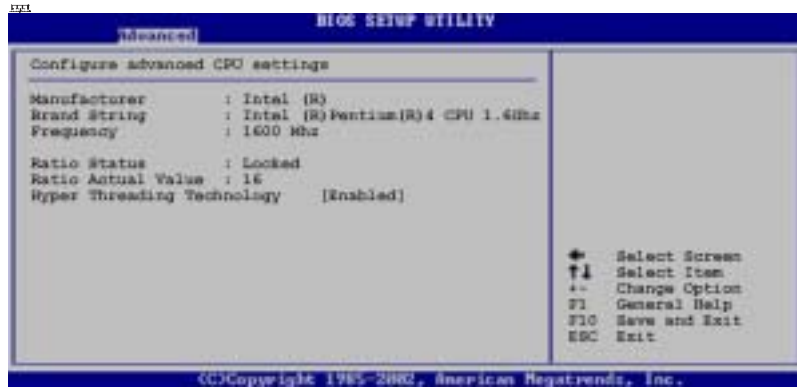 置
BIOS SETUP UTILITY
Advanced
Configure advanced CPU settings
Manufacturer : Intel (R)
Brand String : Intel (R) Pentium(R)4 CPU 1.6Ghz
Frequency : 1600 Mhz
Ratio Status : Locked
Ratio Actual Value : 16
Hyper Threading Technology [Enabled]
← Select Screen
↑↓ Select Item
+- Change Option
F1 General Help
F10 Save and Exit
ESC Exit
(C)Copyright 1985-2002, American Megatrends, Inc.